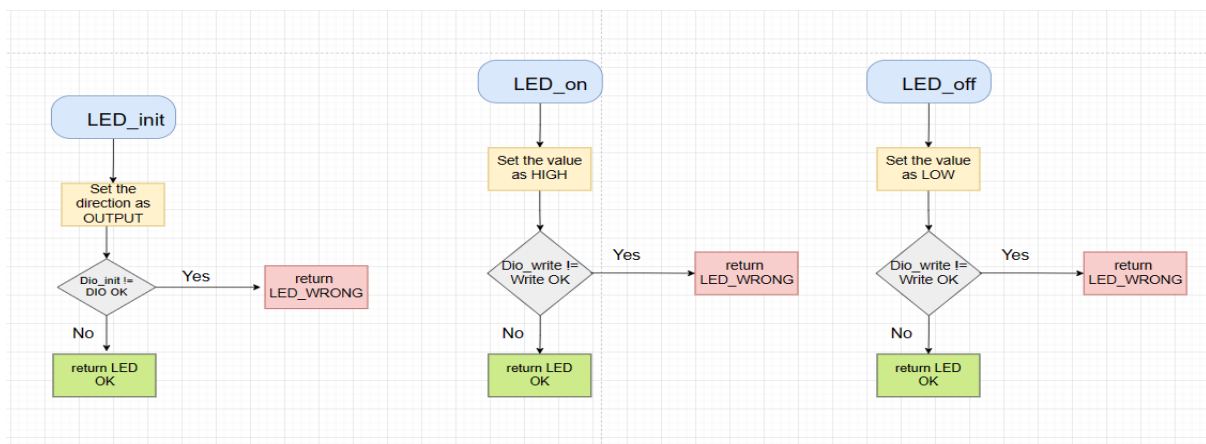 LED_init
Set the
direction as
OUTPUT
Dio_init !=
DIO OK
Yes
return
LED_WRONG
No
return LED
OK
LED_on
Set the value
as HIGH
Dio_write !=
Write OK
Yes
return
LED_WRONG
No
return LED
OK
LED_off
Set the value
as LOW
Dio_write !=
Write OK
Yes
return
LED_WRONG
No
return LED
OK